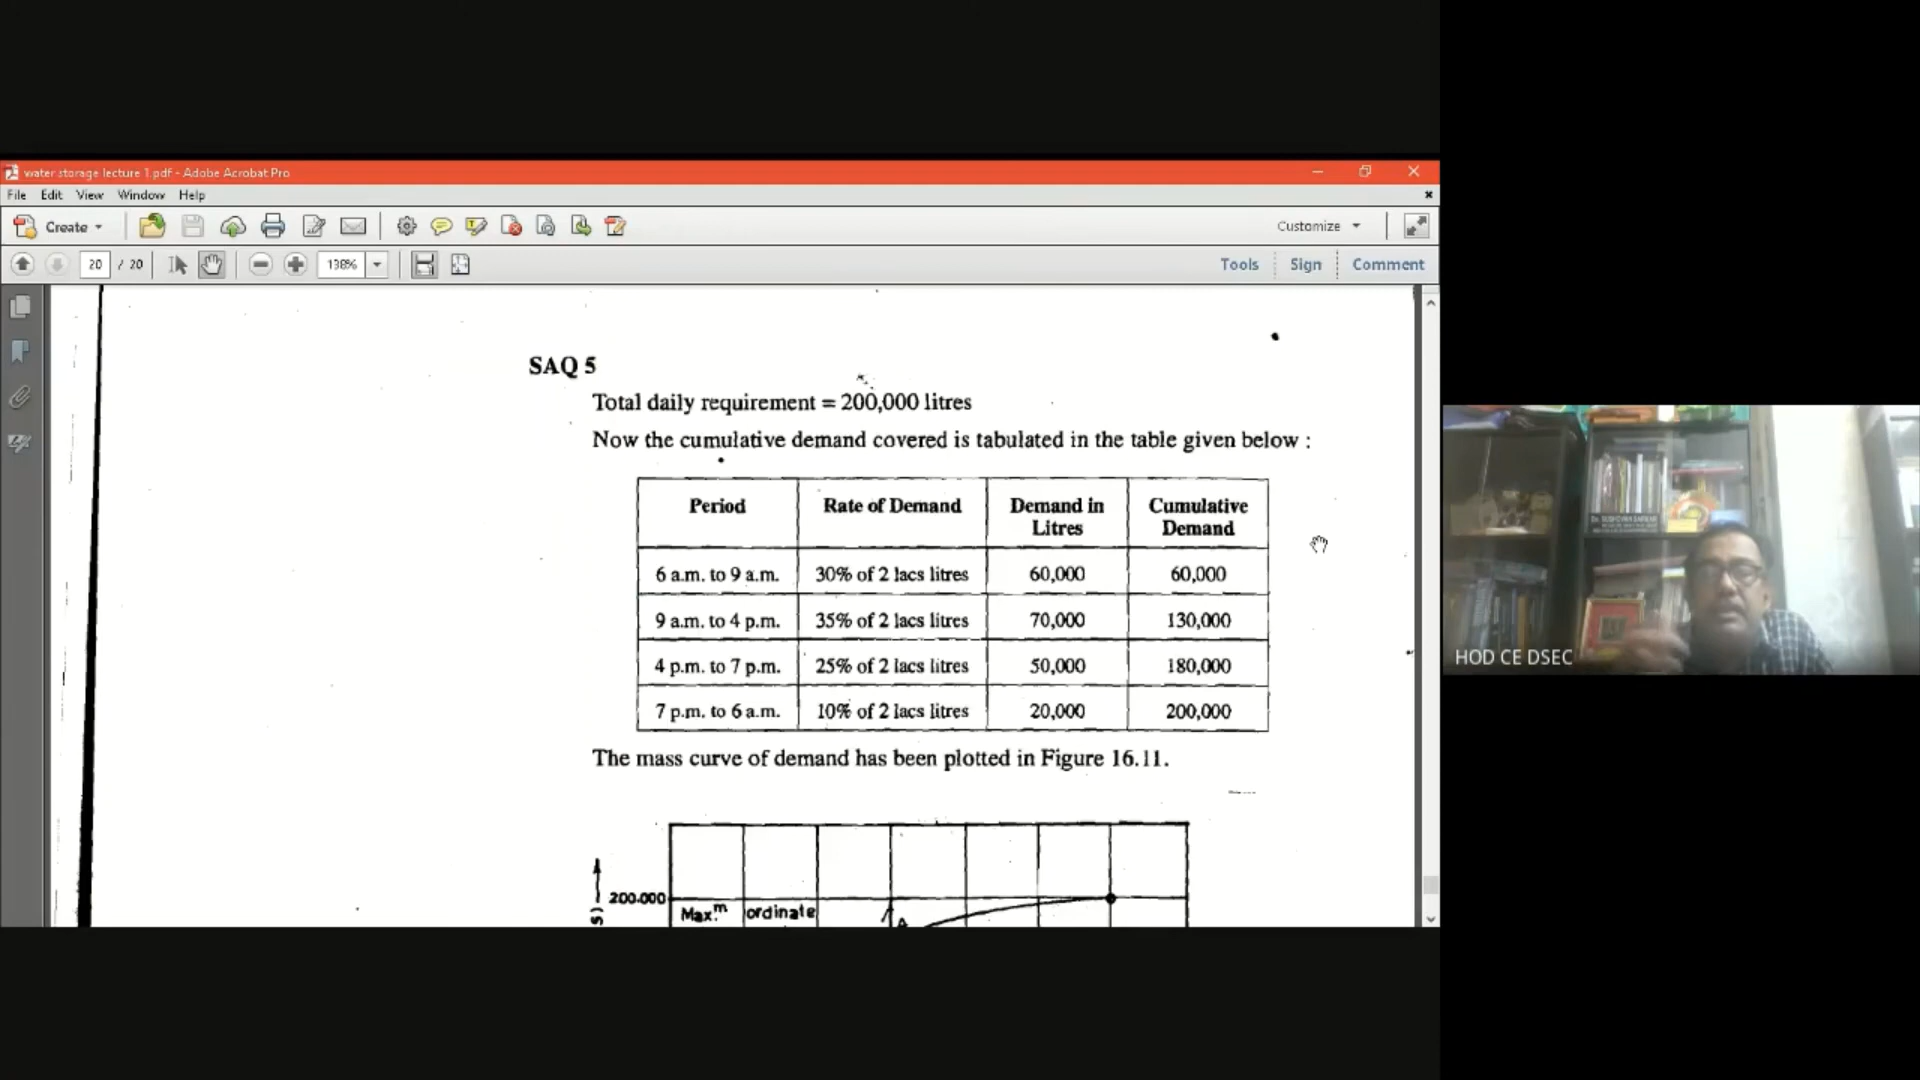 water storage lecture 1.pdf - Adobe Acrobat Pro
File Edit View Window Help
Create
Customize
20 / 20
138%
Tools Sign Comment
SAQ 5
Total daily requirement = 200,000 litres
Now the cumulative demand covered is tabulated in the table given below :
Period Rate of Demand Demand in Litres Cumulative Demand
6 a.m. to 9 a.m. 30% of 2 lacs litres 60,000 60,000
9 a.m. to 4 p.m. 35% of 2 lacs litres 70,000 130,000
4 p.m. to 7 p.m. 25% of 2 lacs litres 50,000 180,000
7 p.m. to 6 a.m. 10% of 2 lacs litres 20,000 200,000
The mass curve of demand has been plotted in Figure 16.11.
200.000
Max.m ordinate
A
HOD CE DSEC